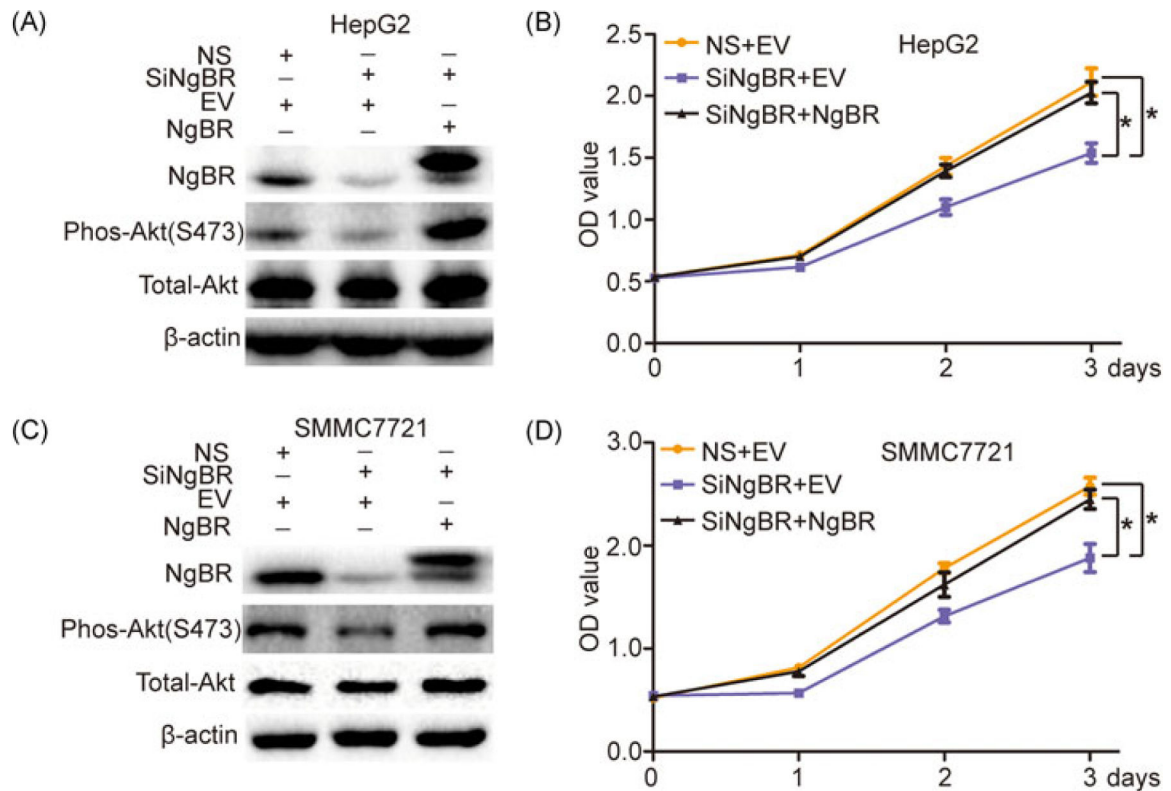 (A)
HepG2
NS + – –
SiNgBR – + +
EV + + –
NgBR – – +
NgBR
Phos-Akt(S473)
Total-Akt
β-actin
(B)
HepG2
NS+EV
SiNgBR+EV
SiNgBR+NgBR
2.5
2.0
1.5
1.0
0.5
0.0
OD value
* *
0 1 2 3 days
(C)
SMMC7721
NS + – –
SiNgBR – + +
EV + + –
NgBR – – +
NgBR
Phos-Akt(S473)
Total-Akt
β-actin
(D)
SMMC7721
NS+EV
SiNgBR+EV
SiNgBR+NgBR
3.0
2.0
1.0
0.0
OD value
* *
0 1 2 3 days